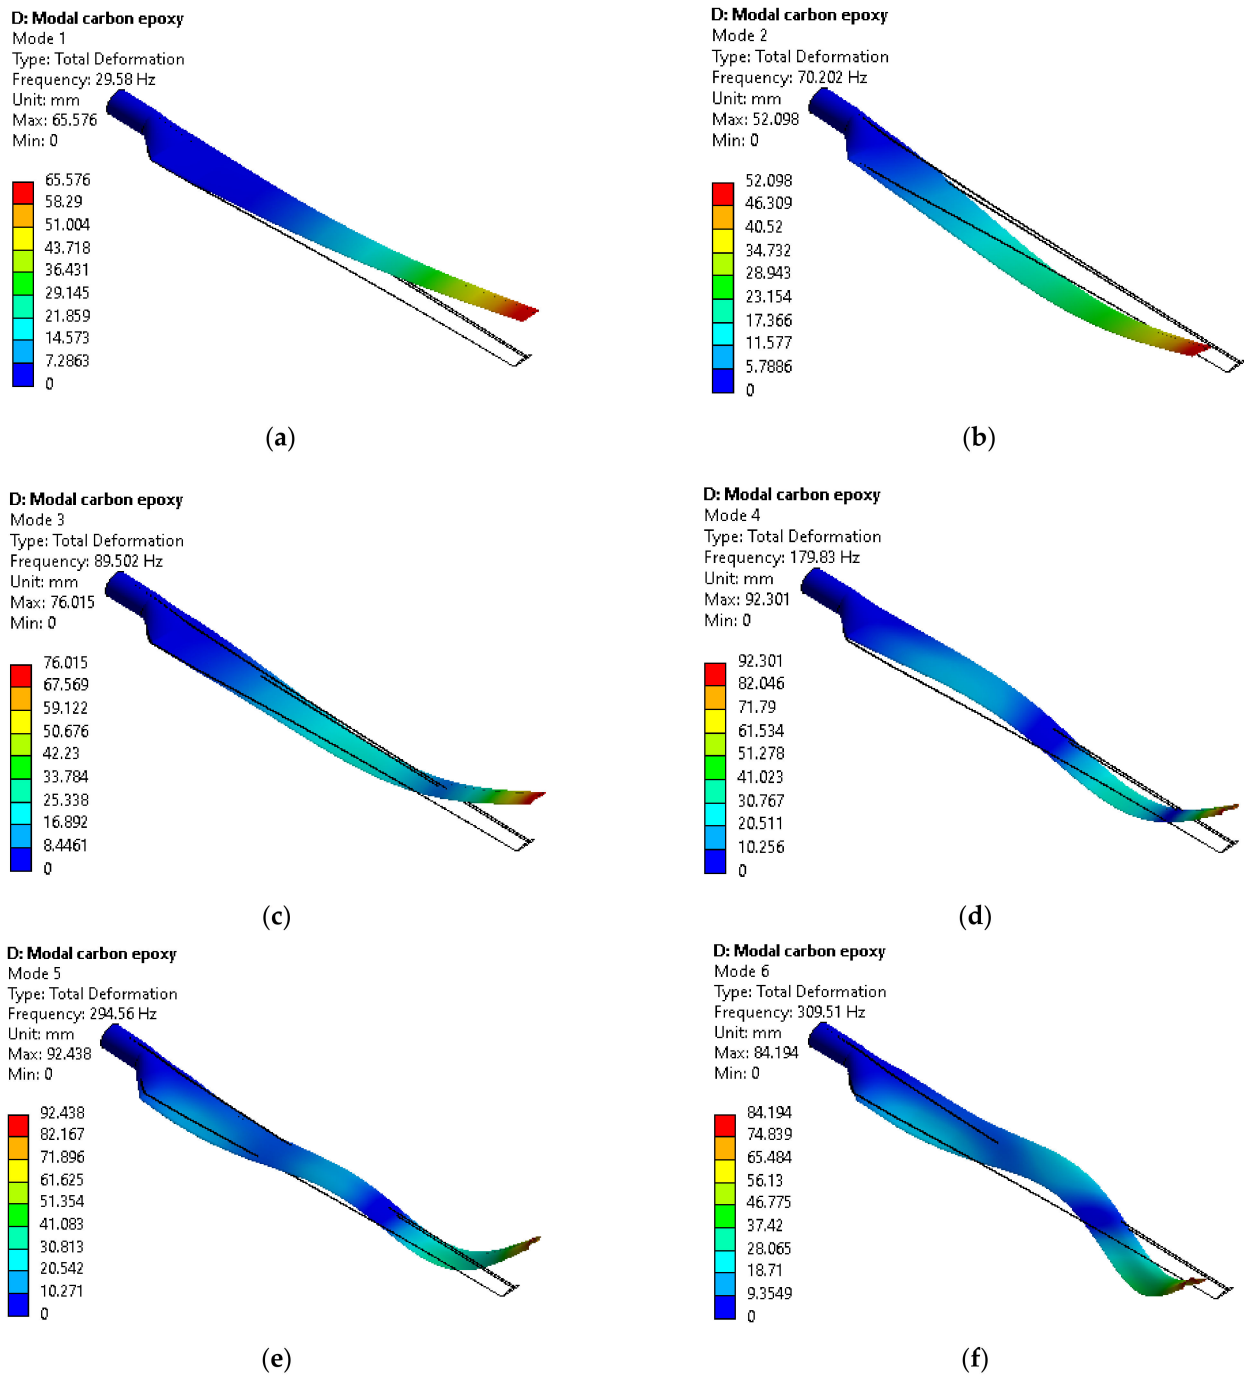 D: Modal carbon epoxy
Mode 1
Type: Total Deformation
Frequency: 29.58 Hz
Unit: mm
Max: 65.576
Min: 0
65.576
58.29
51.004
43.718
36.431
29.145
21.859
14.573
7.2863
0
(a)
D: Modal carbon epoxy
Mode 2
Type: Total Deformation
Frequency: 70.202 Hz
Unit: mm
Max: 52.098
Min: 0
52.098
46.309
40.52
34.732
28.943
23.154
17.366
11.577
5.7886
0
(b)
D: Modal carbon epoxy
Mode 3
Type: Total Deformation
Frequency: 89.502 Hz
Unit: mm
Max: 76.015
Min: 0
76.015
67.569
59.122
50.676
42.23
33.784
25.338
16.892
8.4461
0
(c)
D: Modal carbon epoxy
Mode 4
Type: Total Deformation
Frequency: 179.83 Hz
Unit: mm
Max: 92.301
Min: 0
92.301
82.046
71.79
61.534
51.278
41.023
30.767
20.511
10.256
0
(d)
D: Modal carbon epoxy
Mode 5
Type: Total Deformation
Frequency: 294.56 Hz
Unit: mm
Max: 92.438
Min: 0
92.438
82.167
71.896
61.625
51.354
41.083
30.813
20.542
10.271
0
(e)
D: Modal carbon epoxy
Mode 6
Type: Total Deformation
Frequency: 309.51 Hz
Unit: mm
Max: 84.194
Min: 0
84.194
74.839
65.484
56.13
46.775
37.42
28.065
18.71
9.3549
0
(f)